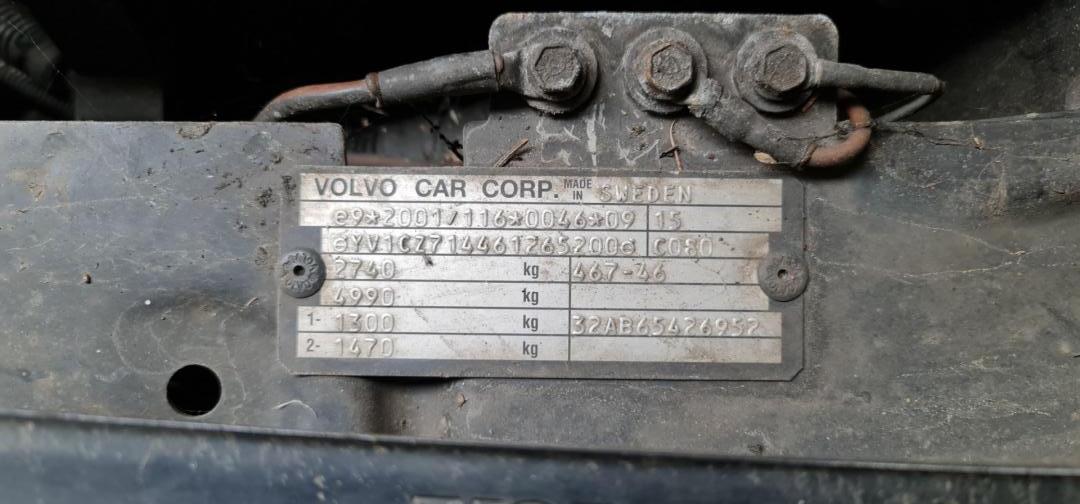 VOLVO CAR CORP. MADE IN SWEDEN
e9*2001/116*0046*09 15
YV1CZ714461265200 C080
2740 kg 467-46
4990 kg
1- 1300 kg 32AB65426952
2- 1470 kg